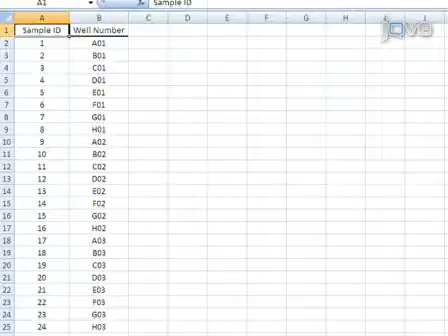 A1 Sample ID
jove
A B C D E F G H I J
1 Sample ID Well Number
2 1 A01
3 2 B01
4 3 C01
5 4 D01
6 5 E01
7 6 F01
8 7 G01
9 8 H01
10 9 A02
11 10 B02
12 11 C02
13 12 D02
14 13 E02
15 14 F02
16 15 G02
17 16 H02
18 17 A03
19 18 B03
20 19 C03
21 20 D03
22 21 E03
23 22 F03
24 23 G03
25 24 H03